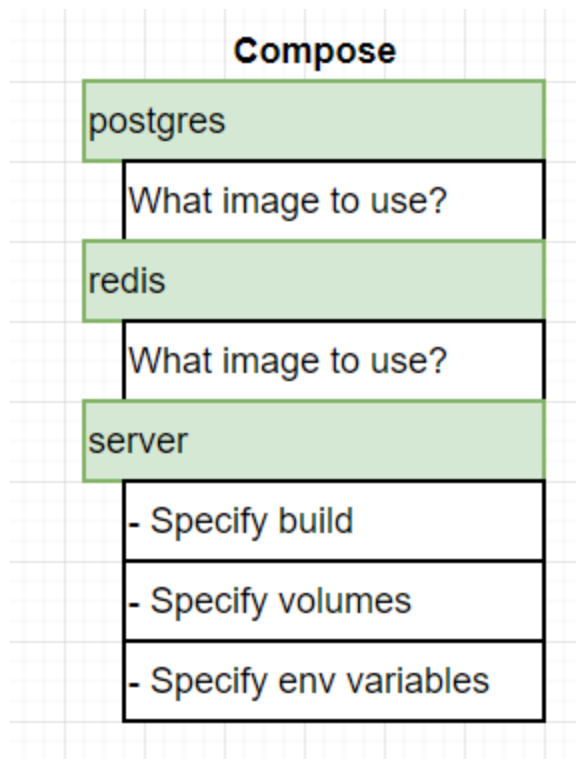 Compose
postgres
What image to use?
redis
What image to use?
server
- Specify build
- Specify volumes
- Specify env variables